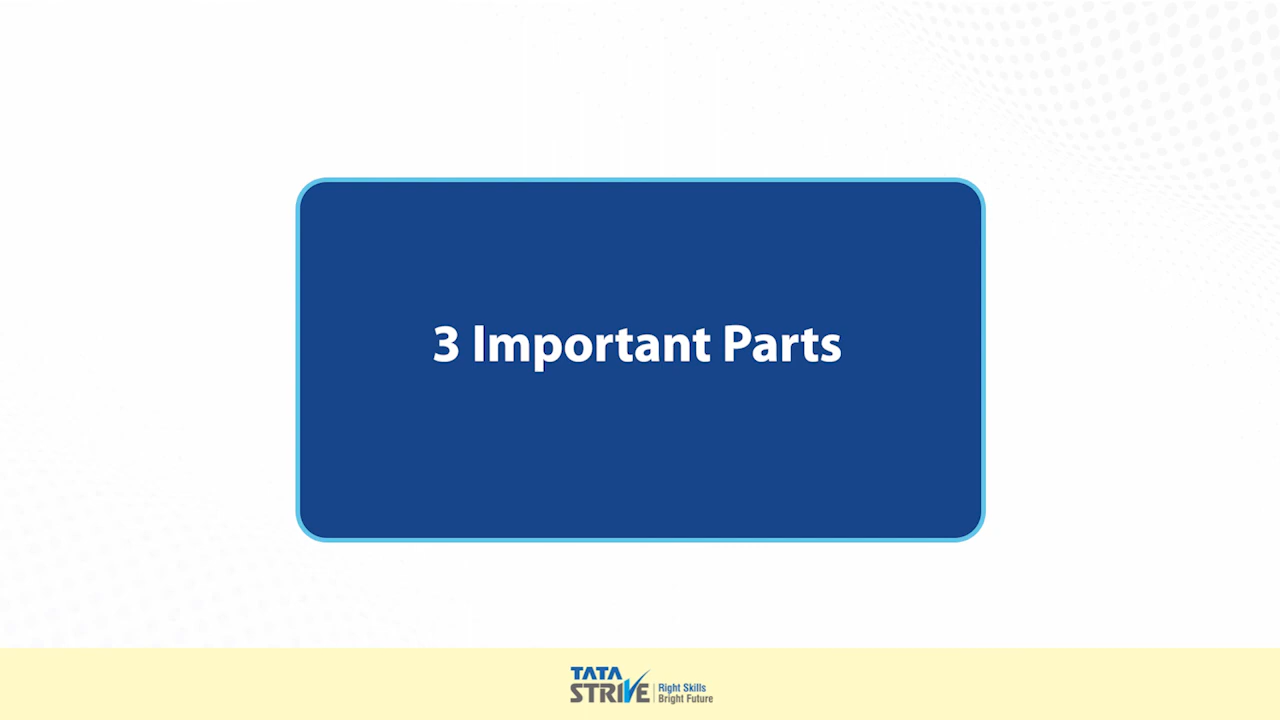 3 Important Parts
TATA
STRIVE
Right Skills
Bright Future